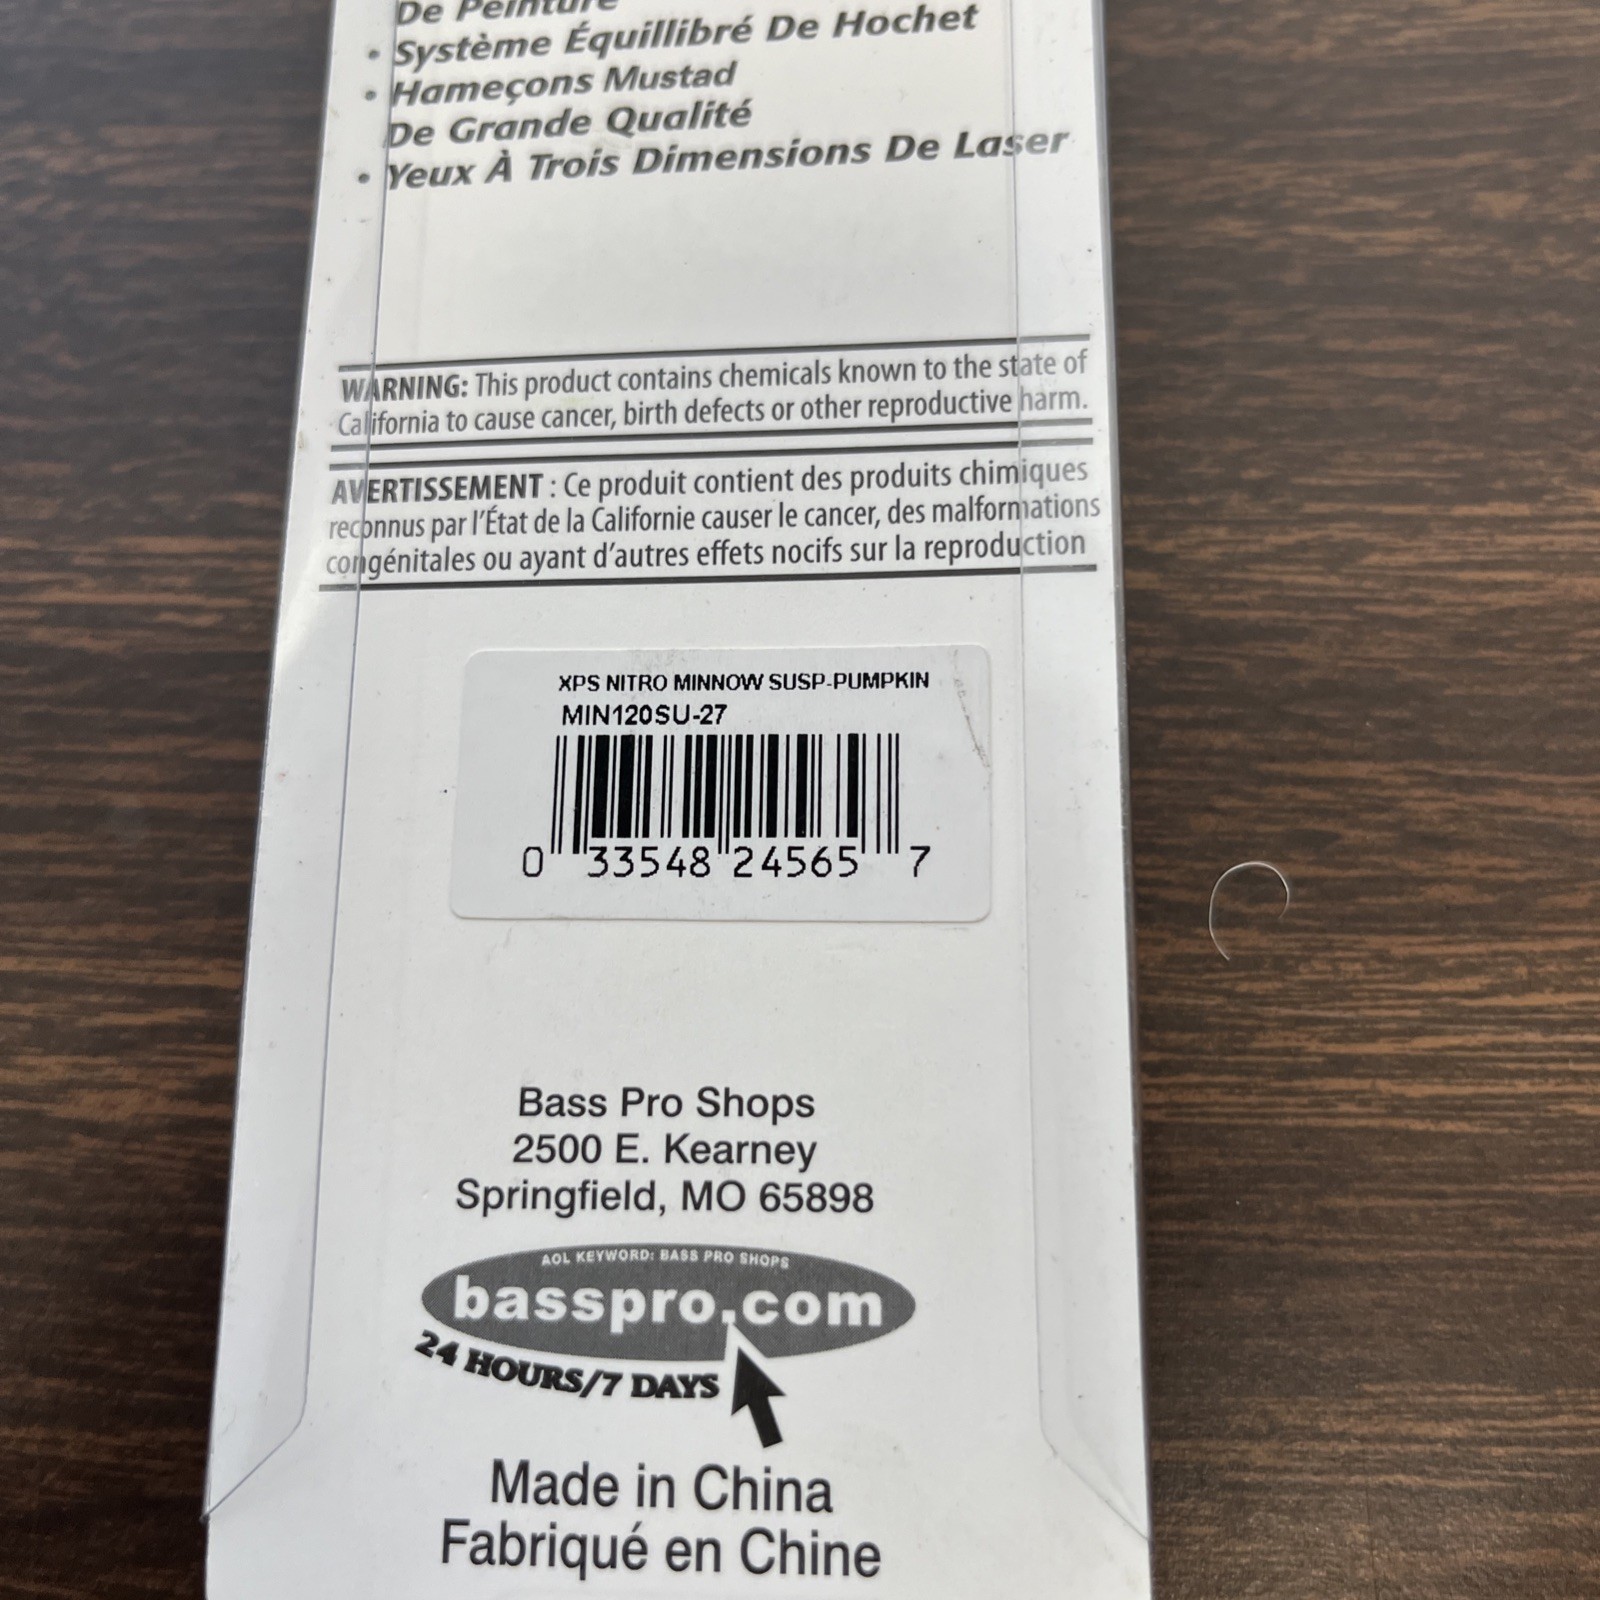 De Peinture
• Système Équillibré De Hochet
• Hameçons Mustad
De Grande Qualité
• Yeux À Trois Dimensions De Laser
WARNING: This product contains chemicals known to the state of
California to cause cancer, birth defects or other reproductive harm.
AVERTISSEMENT : Ce produit contient des produits chimiques
reconnus par l'État de la Californie causer le cancer, des malformations
congénitales ou ayant d'autres effets nocifs sur la reproduction
XPS NITRO MINNOW SUSP-PUMPKIN
MIN120SU-27
0 33548 24565 7
Bass Pro Shops
2500 E. Kearney
Springfield, MO 65898
AOL KEYWORD: BASS PRO SHOPS
basspro.com
24 HOURS/7 DAYS
Made in China
Fabriqué en Chine